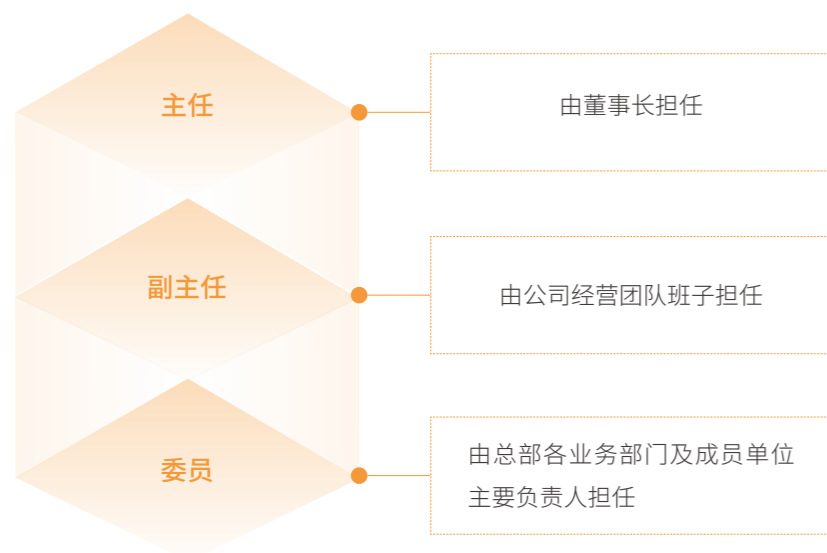 主任
由董事长担任
副主任
由公司经营团队班子担任
委员
由总部各业务部门及成员单位
主要负责人担任